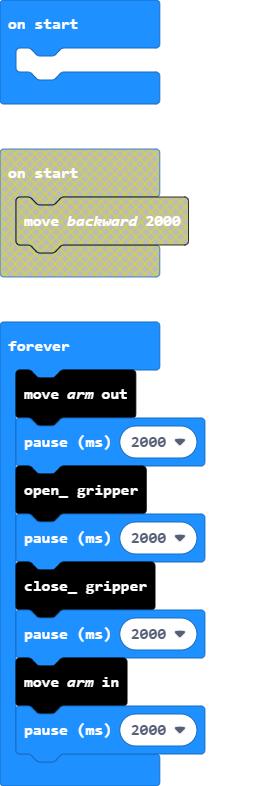 on start
on start
move backward 2000
forever
move arm out
pause (ms) 2000
open_ gripper
pause (ms) 2000
close_ gripper
pause (ms) 2000
move arm in
pause (ms) 2000